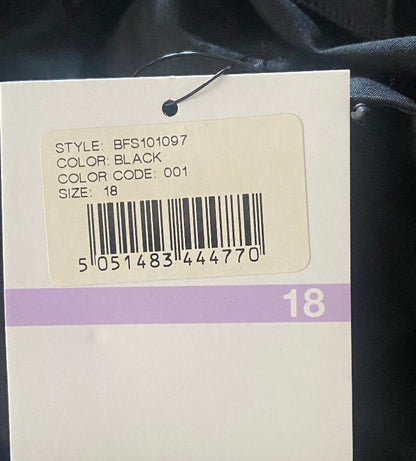 STYLE: BFS101097
COLOR: BLACK
COLOR CODE: 001
SIZE: 18
5 051483 444770
18